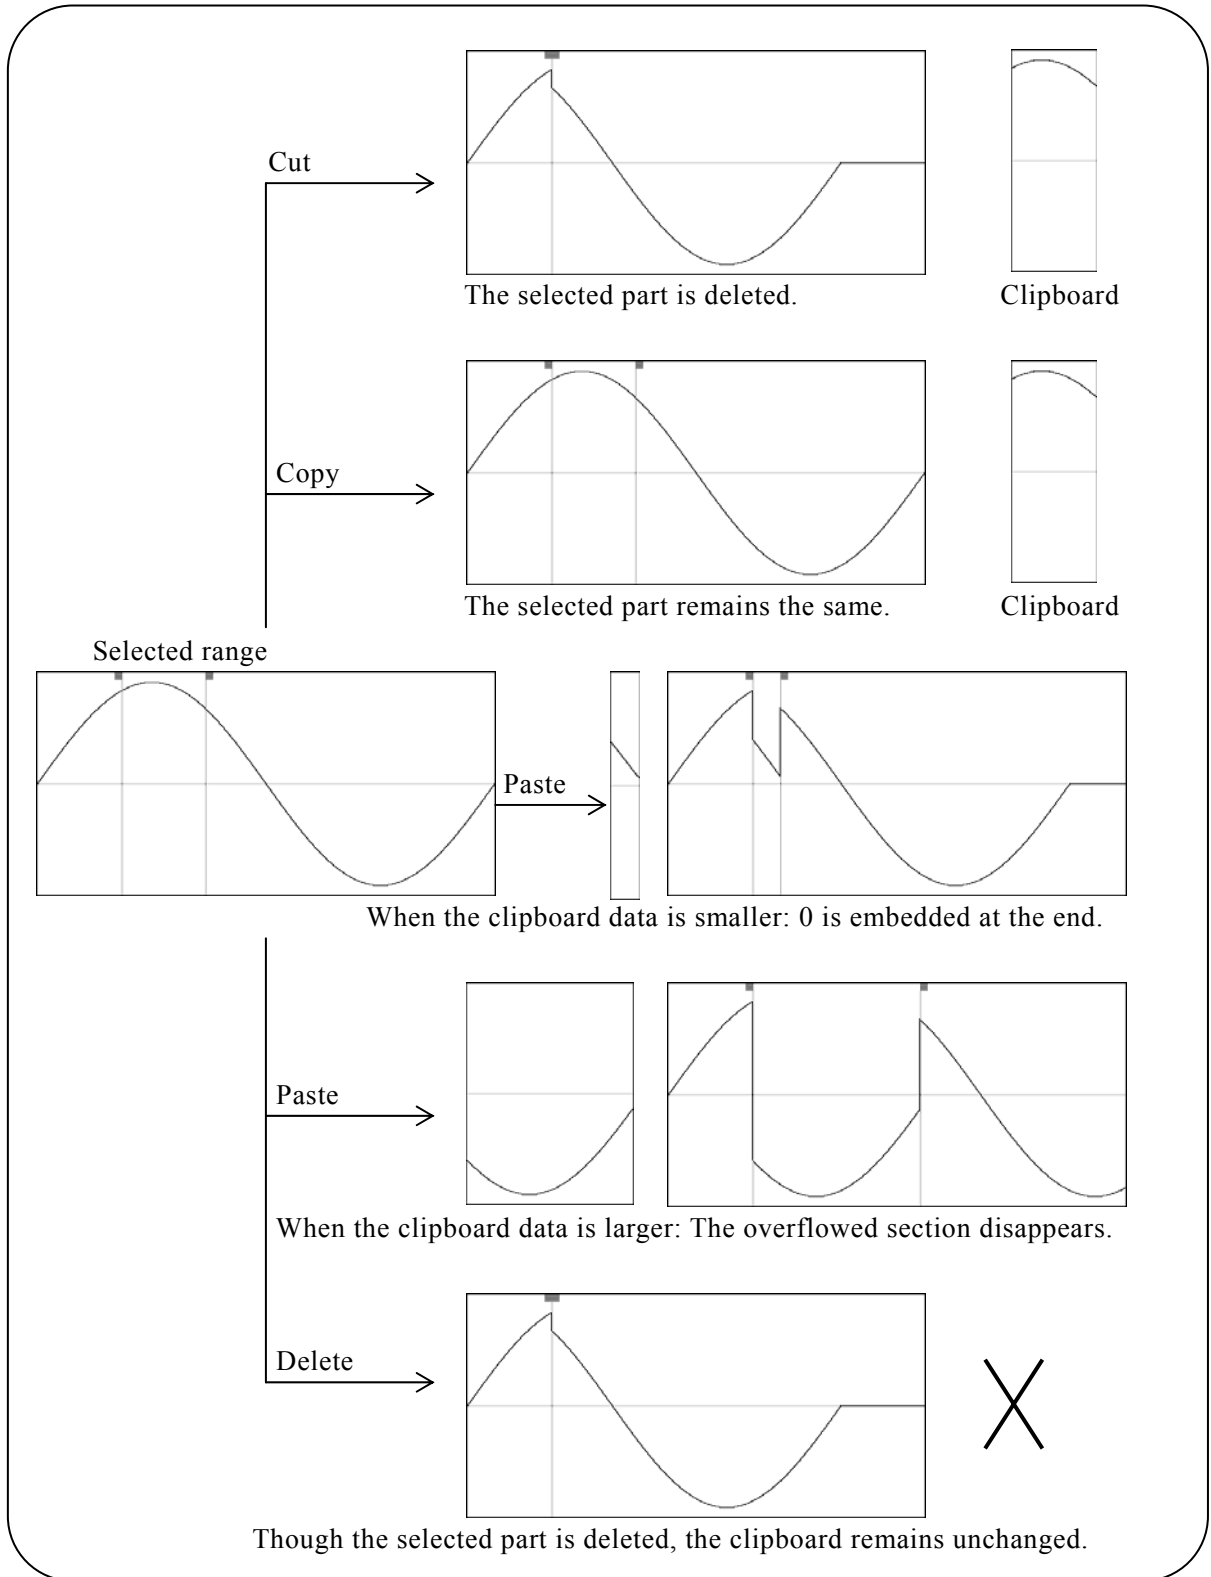 Cut
The selected part is deleted.
Clipboard
Copy
The selected part remains the same.
Clipboard
Selected range
Paste
When the clipboard data is smaller: 0 is embedded at the end.
Paste
When the clipboard data is larger: The overflowed section disappears.
Delete
Though the selected part is deleted, the clipboard remains unchanged.